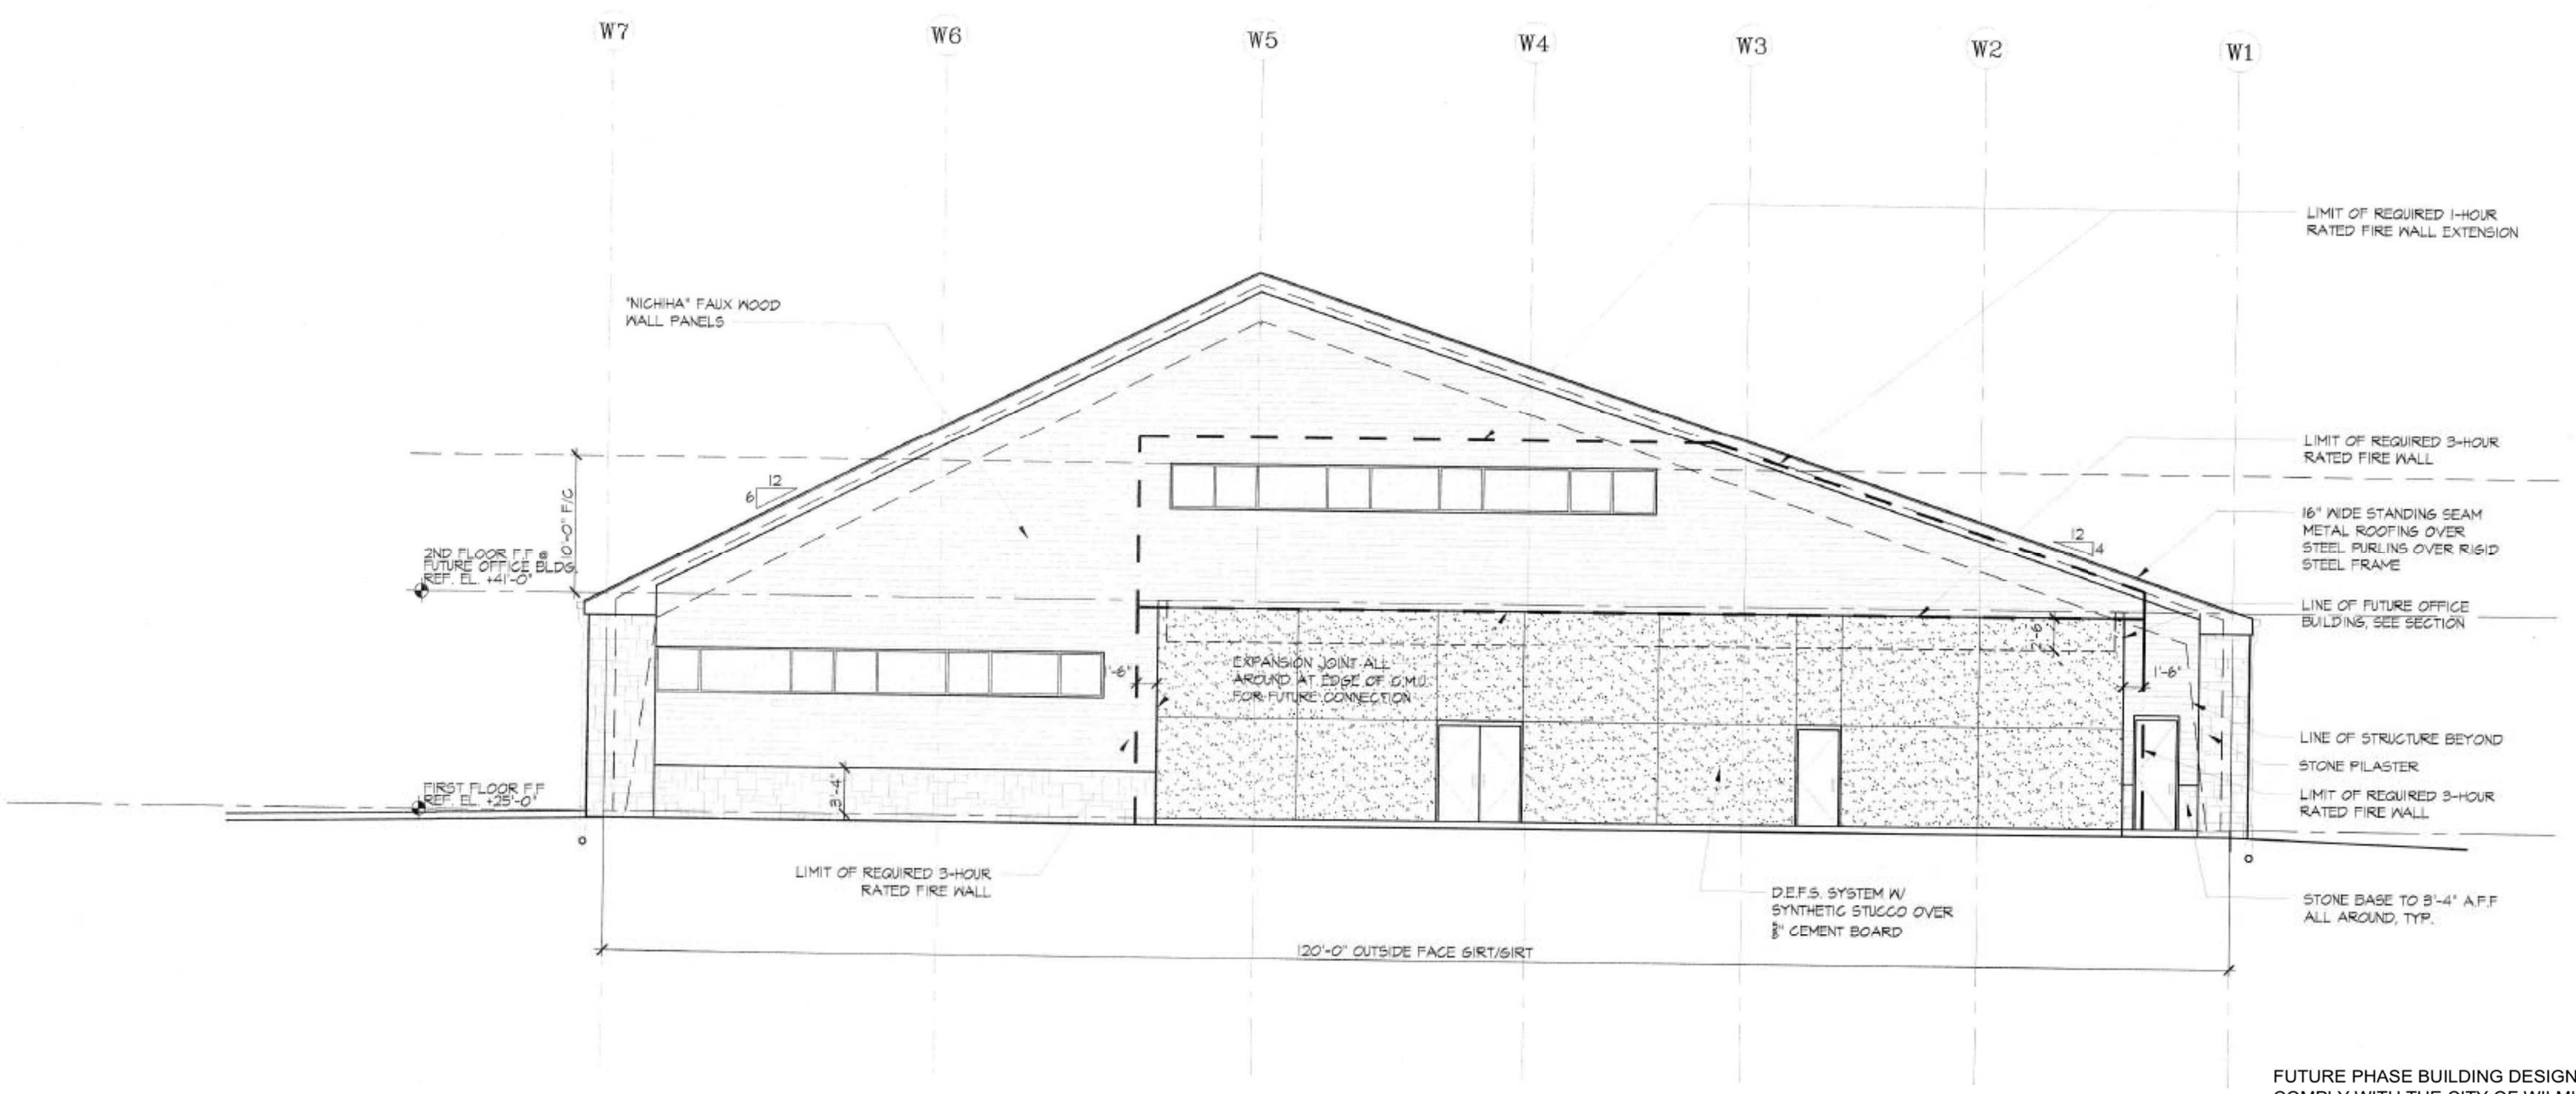 W7
W6
W5
W4
W3
W2
W1
LIMIT OF REQUIRED 1-HOUR
RATED FIRE WALL EXTENSION
"NICHIHA" FAUX WOOD
WALL PANELS
LIMIT OF REQUIRED 3-HOUR
RATED FIRE WALL
12
6
10'-0" F/C
16" WIDE STANDING SEAM
METAL ROOFING OVER
STEEL PURLINS OVER RIGID
STEEL FRAME
12
4
2ND FLOOR F.F @
FUTURE OFFICE BLDG.
REF. EL. +41'-0"
LINE OF FUTURE OFFICE
BUILDING, SEE SECTION
2'-6"
EXPANSION JOINT ALL
AROUND AT EDGE OF C.M.U.
FOR FUTURE CONNECTION
1'-6"
1'-6"
LINE OF STRUCTURE BEYOND
STONE PILASTER
FIRST FLOOR F.F
REF. EL. +25'-0"
3'-4"
LIMIT OF REQUIRED 3-HOUR
RATED FIRE WALL
LIMIT OF REQUIRED 3-HOUR
RATED FIRE WALL
D.E.F.S. SYSTEM W/
SYNTHETIC STUCCO OVER
5/8" CEMENT BOARD
STONE BASE TO 3'-4" A.F.F
ALL AROUND, TYP.
120'-0" OUTSIDE FACE GIRT/GIRT
FUTURE PHASE BUILDING DESIGN